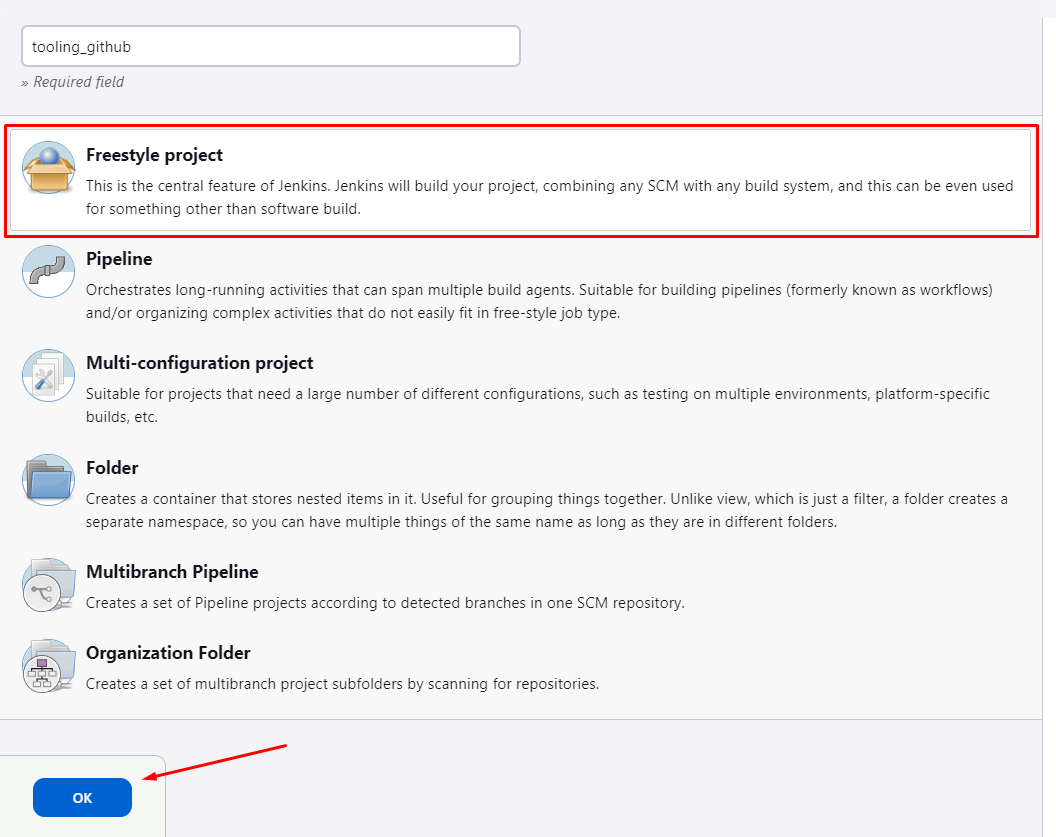 tooling_github
» Required field
Freestyle project
This is the central feature of Jenkins. Jenkins will build your project, combining any SCM with any build system, and this can be even used
for something other than software build.
Pipeline
Orchestrates long-running activities that can span multiple build agents. Suitable for building pipelines (formerly known as workflows)
and/or organizing complex activities that do not easily fit in free-style job type.
Multi-configuration project
Suitable for projects that need a large number of different configurations, such as testing on multiple environments, platform-specific
builds, etc.
Folder
Creates a container that stores nested items in it. Useful for grouping things together. Unlike view, which is just a filter, a folder creates a
separate namespace, so you can have multiple things of the same name as long as they are in different folders.
Multibranch Pipeline
Creates a set of Pipeline projects according to detected branches in one SCM repository.
Organization Folder
Creates a set of multibranch project subfolders by scanning for repositories.
OK